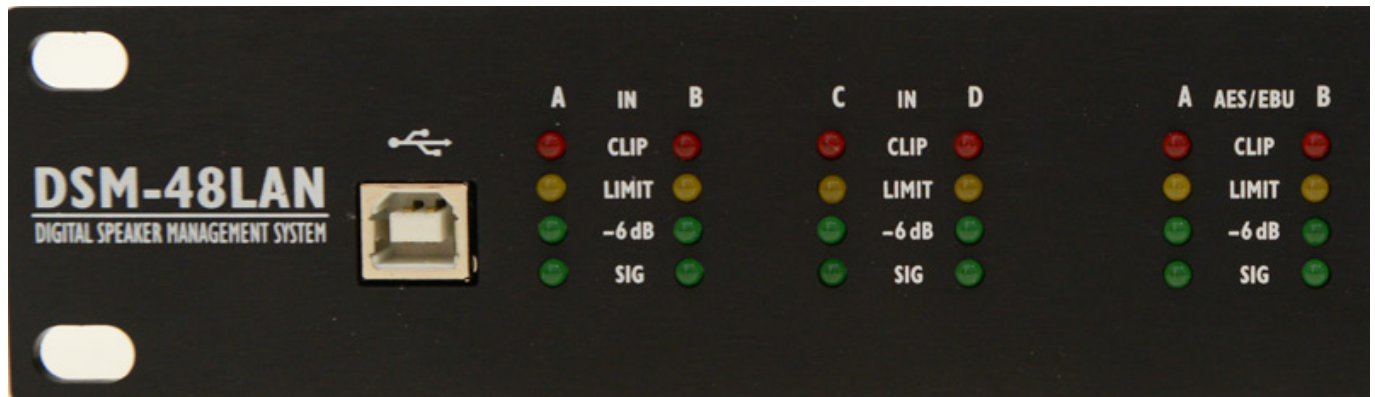 DSM-48LAN
DIGITAL SPEAKER MANAGEMENT SYSTEM
A IN B
CLIP
LIMIT
-6 dB
SIG
C IN D
CLIP
LIMIT
-6 dB
SIG
A AES/EBU B
CLIP
LIMIT
-6 dB
SIG